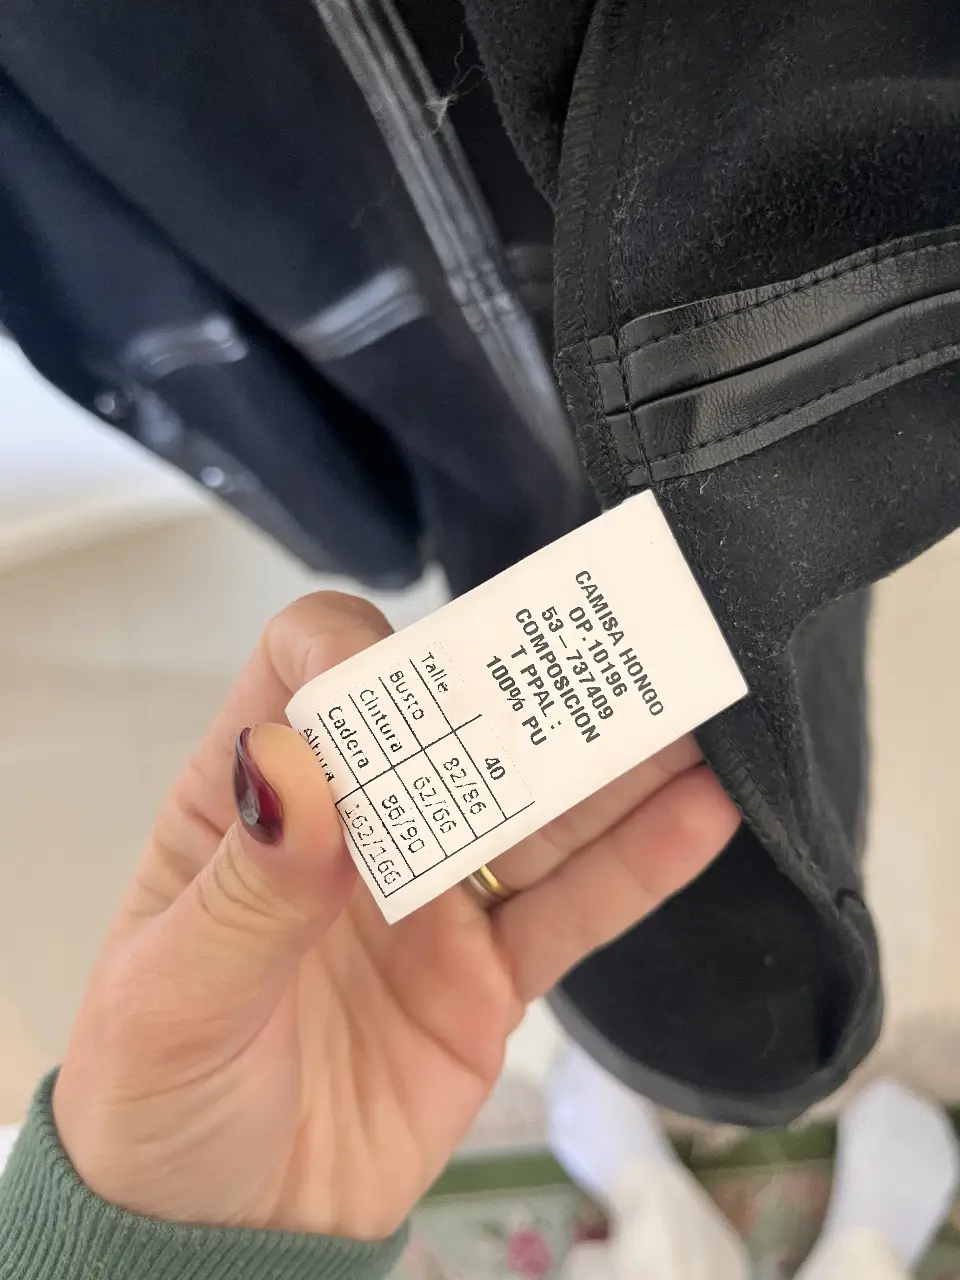 CAMISA HONGO
OP.10196
53-737409
COMPOSICION
T PPAL :
100% PU
Talle 40
Busto 82/86
Cintura 62/66
Cadera 86/90
Altura 162/166